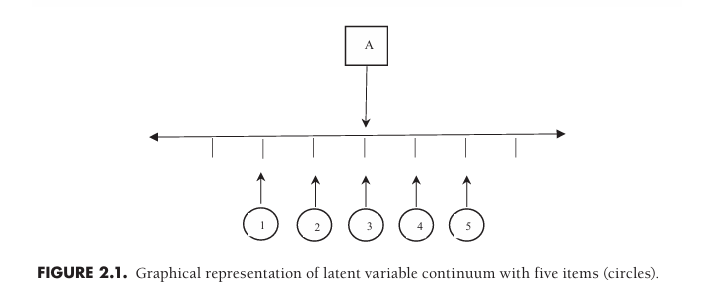 A
1 2 3 4 5
FIGURE 2.1. Graphical representation of latent variable continuum with five items (circles).